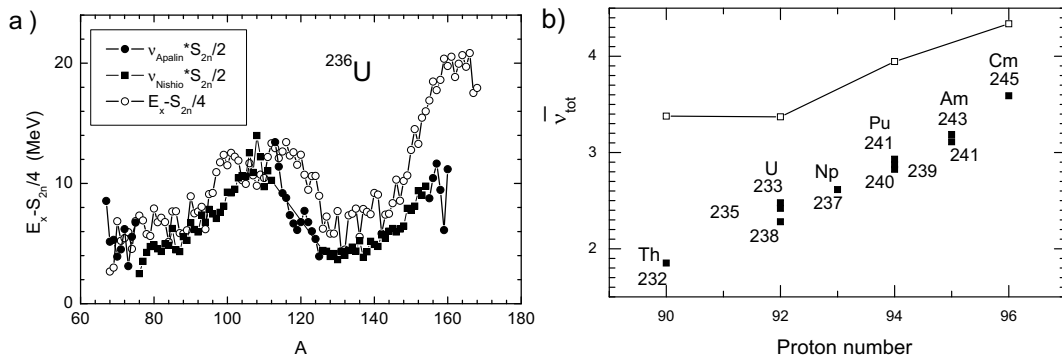 a )
ν_Apalin*S_2n/2
ν_Nishio*S_2n/2
E_x-S_2n/4
236U
E_x-S_2n/4 (MeV)
20
10
0
60 80 100 120 140 160 180
A
b)
ν̄_tot
4
3
2
Th
232
U
233
235
238
Np
237
Pu
241
240
239
Am
243
241
Cm
245
90 92 94 96
Proton number